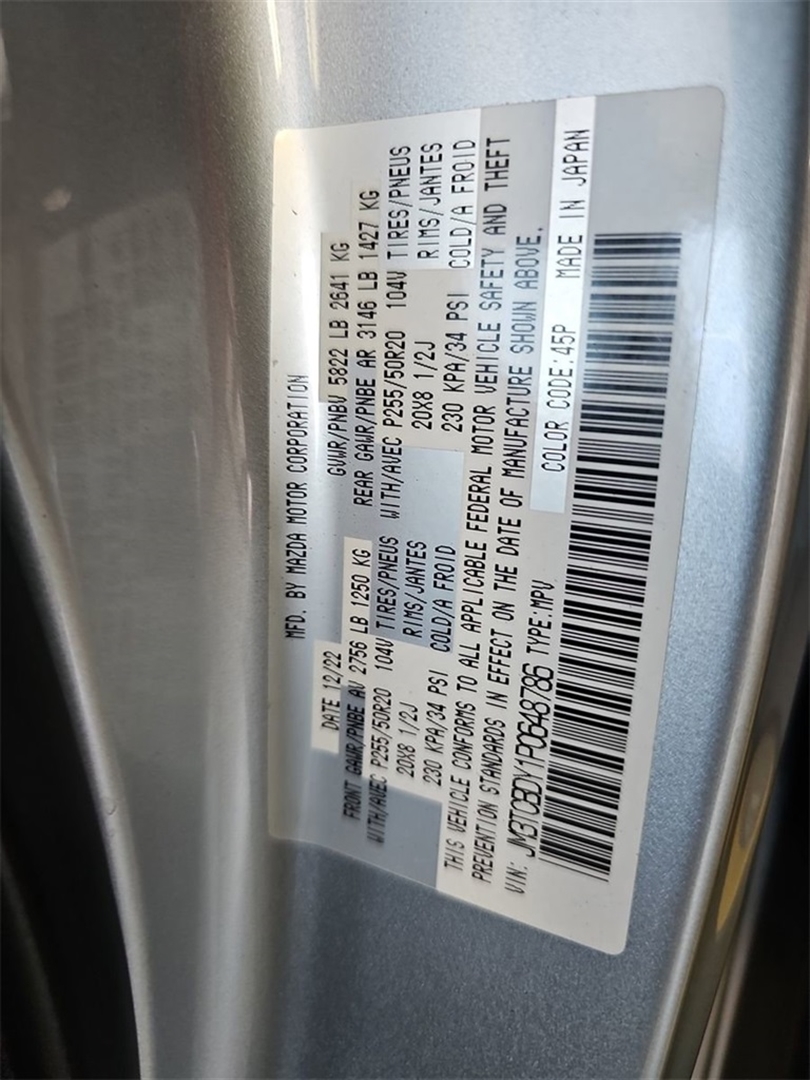 MFD. BY MAZDA MOTOR CORPORATION
DATE 12/22 GVWR/PNBV 5822 LB 2641 KG
FRONT GAWR/PNBE AV 2756 LB 1250 KG REAR GAWR/PNBE AR 3146 LB 1427 KG
WITH/AVEC P255/50R20 104V TIRES/PNEUS WITH/AVEC P255/50R20 104V TIRES/PNEUS
20X8 1/2J RIMS/JANTES 20X8 1/2J RIMS/JANTES
230 KPA/34 PSI COLD/A FROID 230 KPA/34 PSI COLD/A FROID
THIS VEHICLE CONFORMS TO ALL APPLICABLE FEDERAL MOTOR VEHICLE SAFETY AND THEFT
PREVENTION STANDARDS IN EFFECT ON THE DATE OF MANUFACTURE SHOWN ABOVE.
VIN: JM3TCBDY1P0648786 TYPE:MPV COLOR CODE:45P MADE IN JAPAN